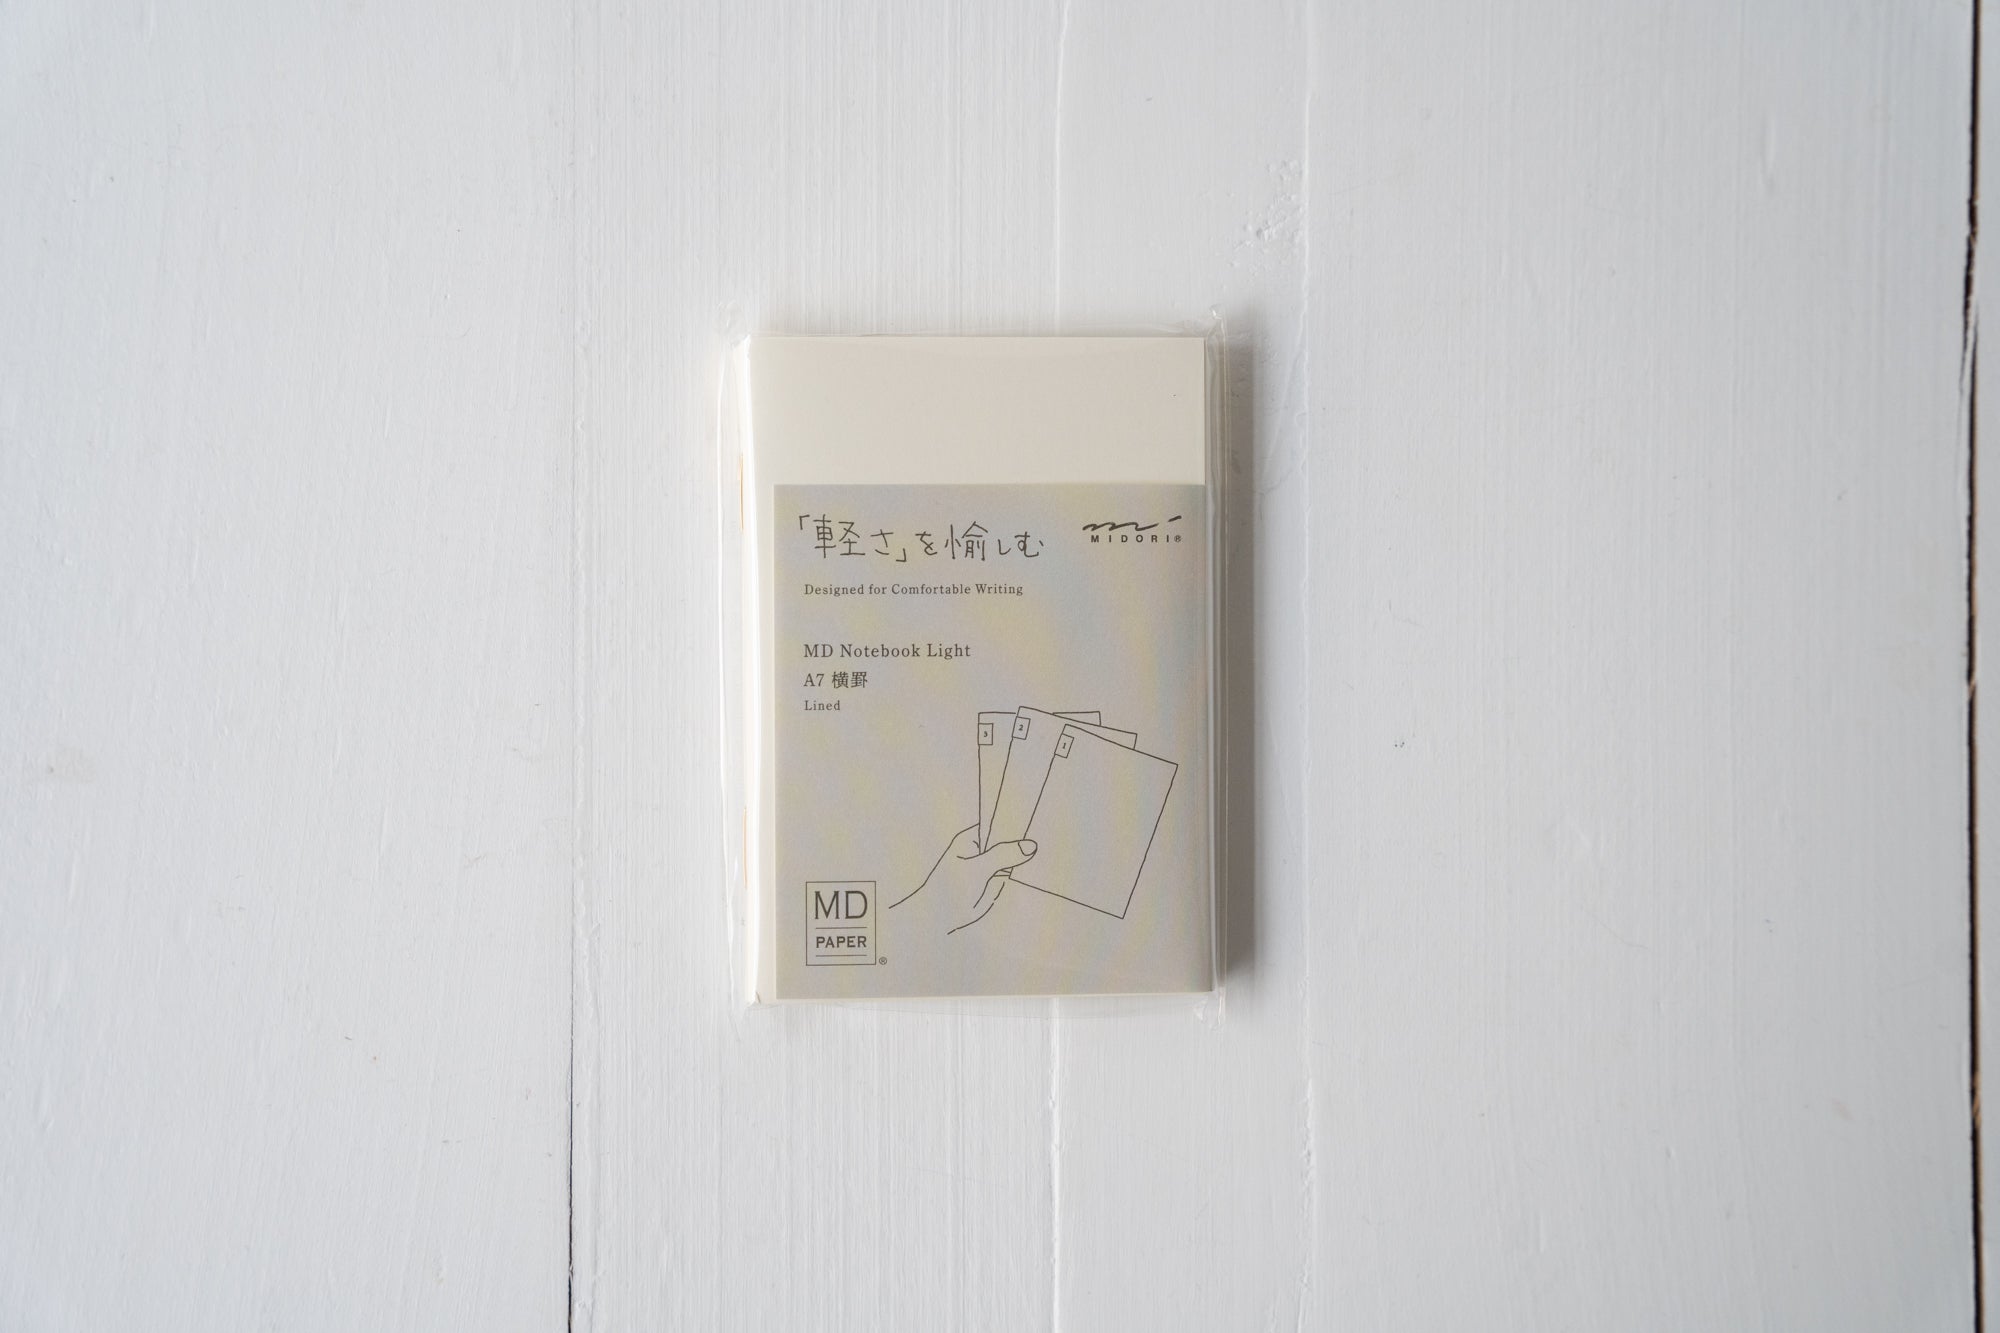 「軽さ」を愉しむ
MIDORI®
Designed for Comfortable Writing
MD Notebook Light
A7 横罫
Lined
3
2
1
MD
PAPER
®